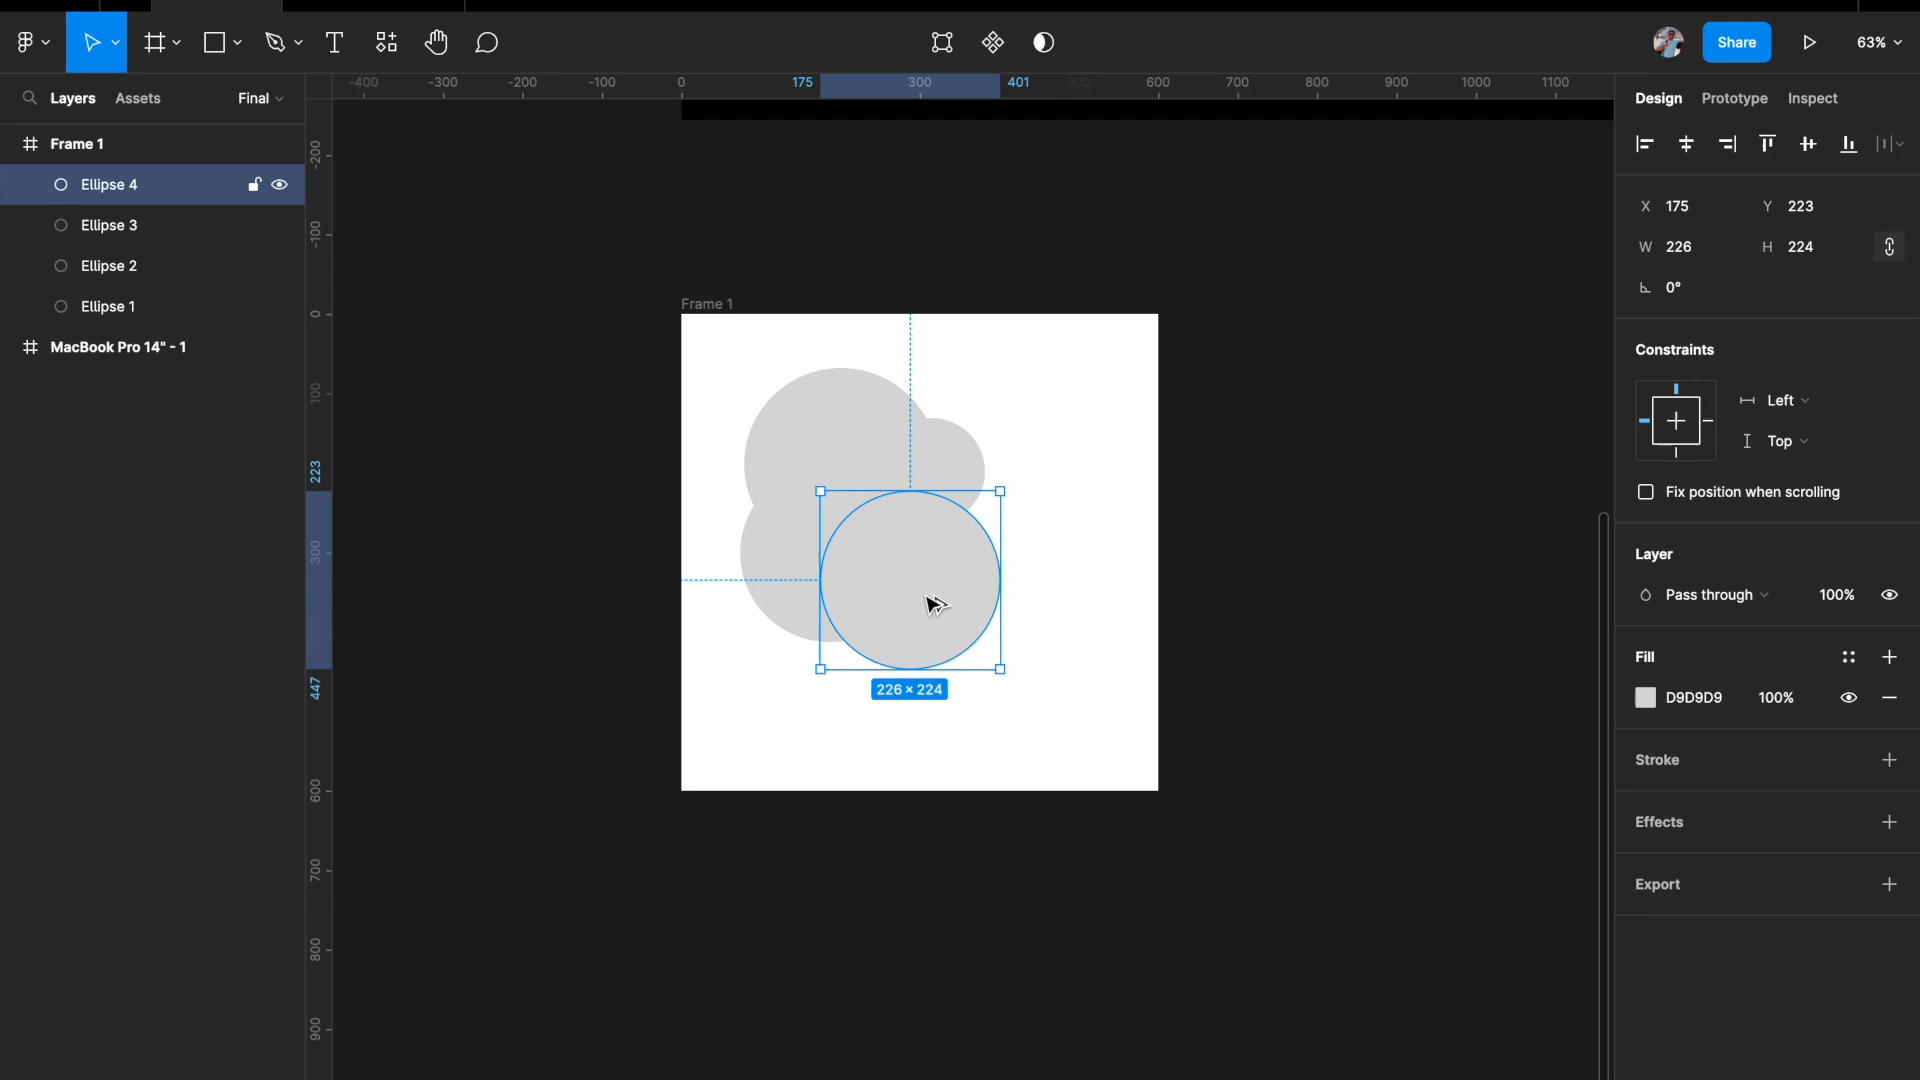 Share
63%
Layers Assets Final
-400 -300 -200 -100 0 175 300 401 500 600 700 800 900 1000 1100
Design Prototype Inspect
Frame 1
Ellipse 4
Ellipse 3
Ellipse 2
Ellipse 1
MacBook Pro 14" - 1
-200
-100
0
100
223
300
447
600
700
800
900
Frame 1
226 × 224
X 175 Y 223
W 226 H 224
0°
Constraints
Left
Top
Fix position when scrolling
Layer
Pass through 100%
Fill
D9D9D9 100%
Stroke
Effects
Export